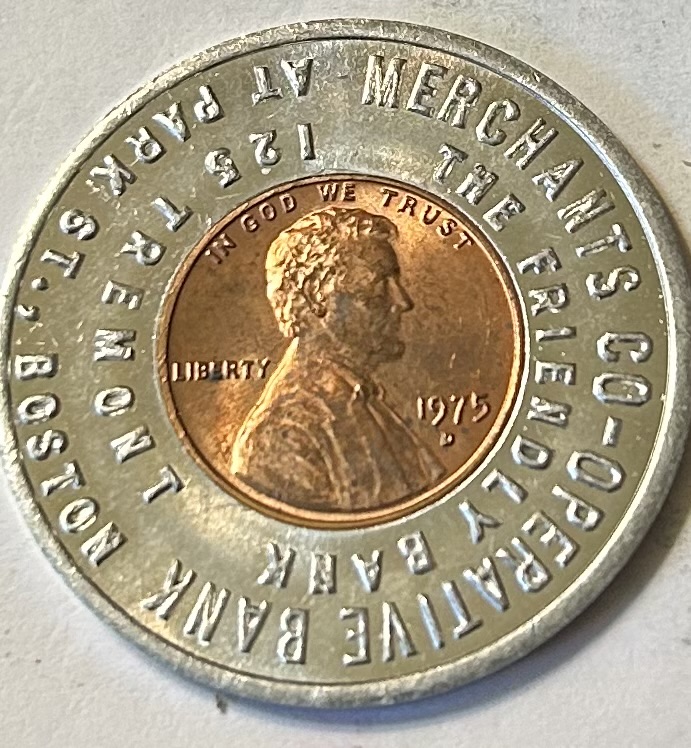 MERCHANTS CO-OPERATIVE BANK
THE FRIENDLY BANK
125 TREMONT
AT PARK ST., BOSTON
IN GOD WE TRUST
LIBERTY
1975
D